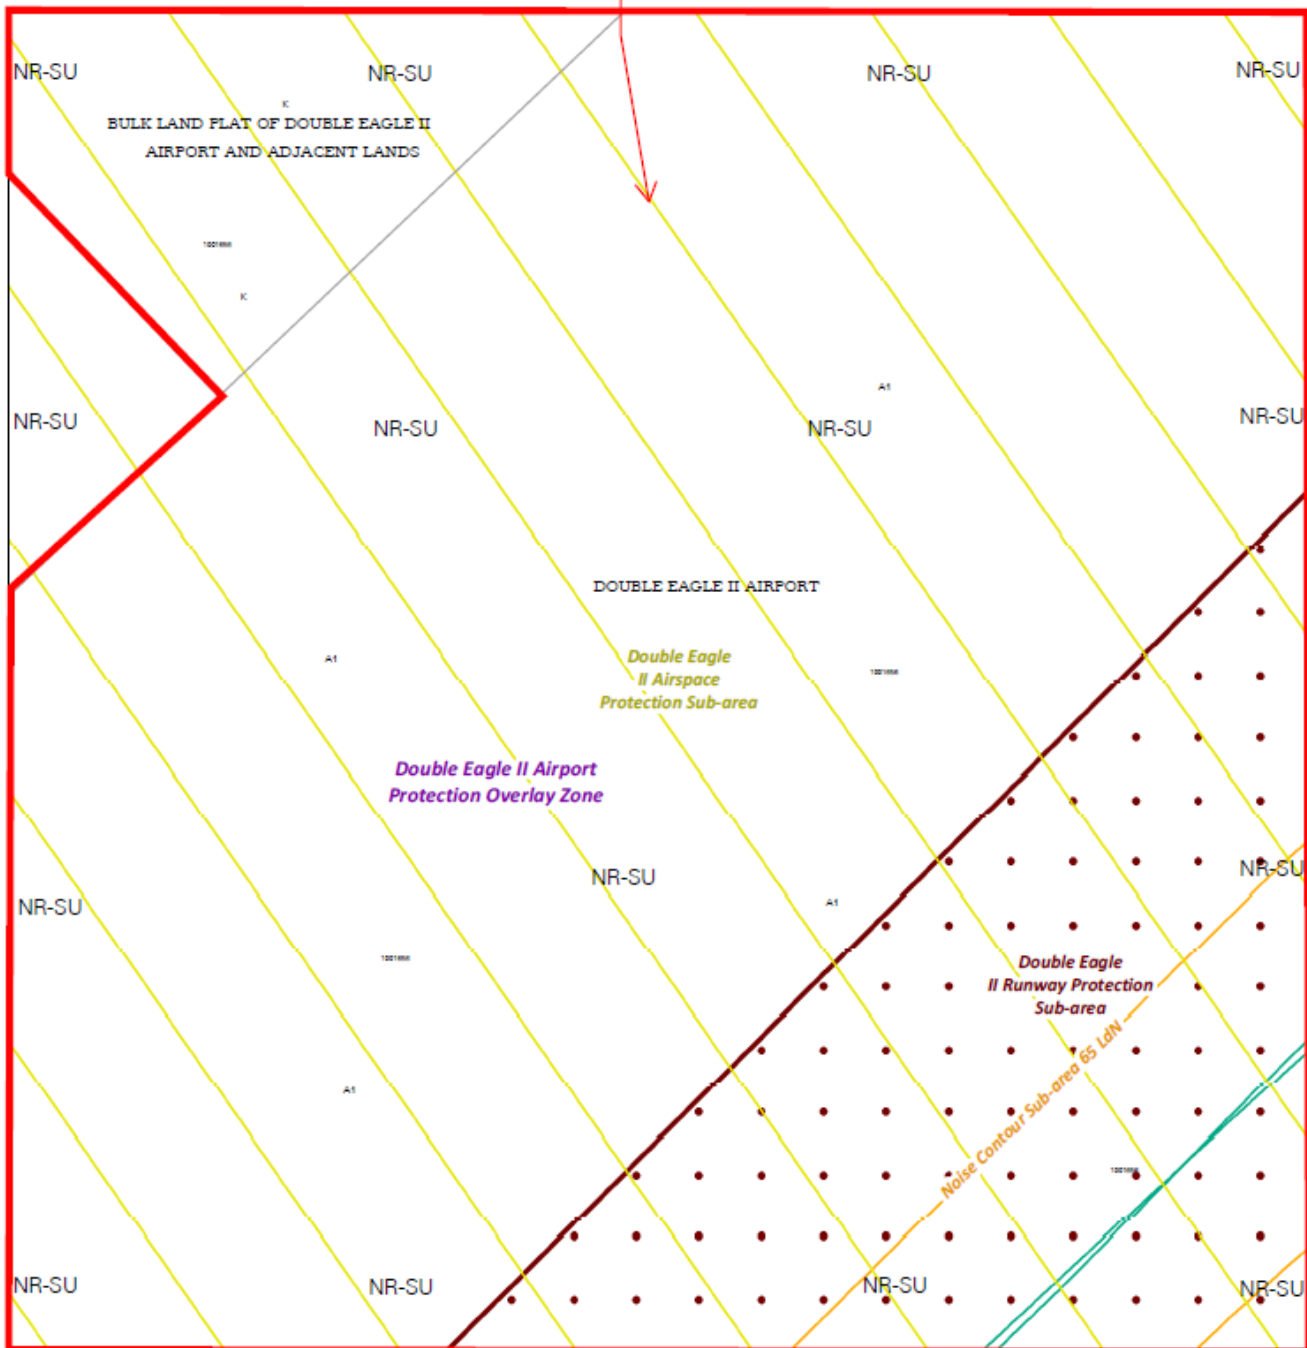 NR-SU
NR-SU
NR-SU
NR-SU
K
BULK LAND PLAT OF DOUBLE EAGLE II
AIRPORT AND ADJACENT LANDS
1001656
K
A1
NR-SU
NR-SU
NR-SU
NR-SU
DOUBLE EAGLE II AIRPORT
A1
Double Eagle
II Airspace
Protection Sub-area
1001656
Double Eagle II Airport
Protection Overlay Zone
NR-SU
NR-SU
NR-SU
A1
1001656
Double Eagle
II Runway Protection
Sub-area
Noise Contour Sub-area 65 LdN
A1
1001656
NR-SU
NR-SU
NR-SU
NR-SU